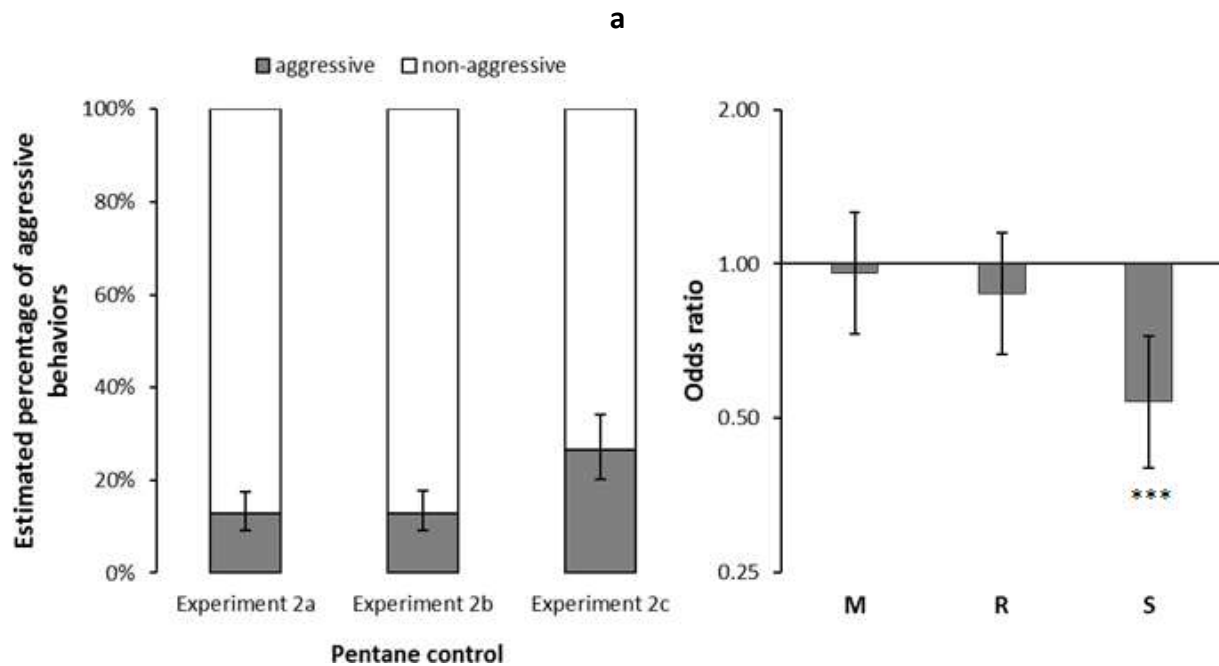 a
aggressive non-aggressive
Estimated percentage of aggressive
behaviors
100%
80%
60%
40%
20%
0%
Experiment 2a Experiment 2b Experiment 2c
Pentane control
Odds ratio
2.00
1.00
0.50
0.25
***
M R S